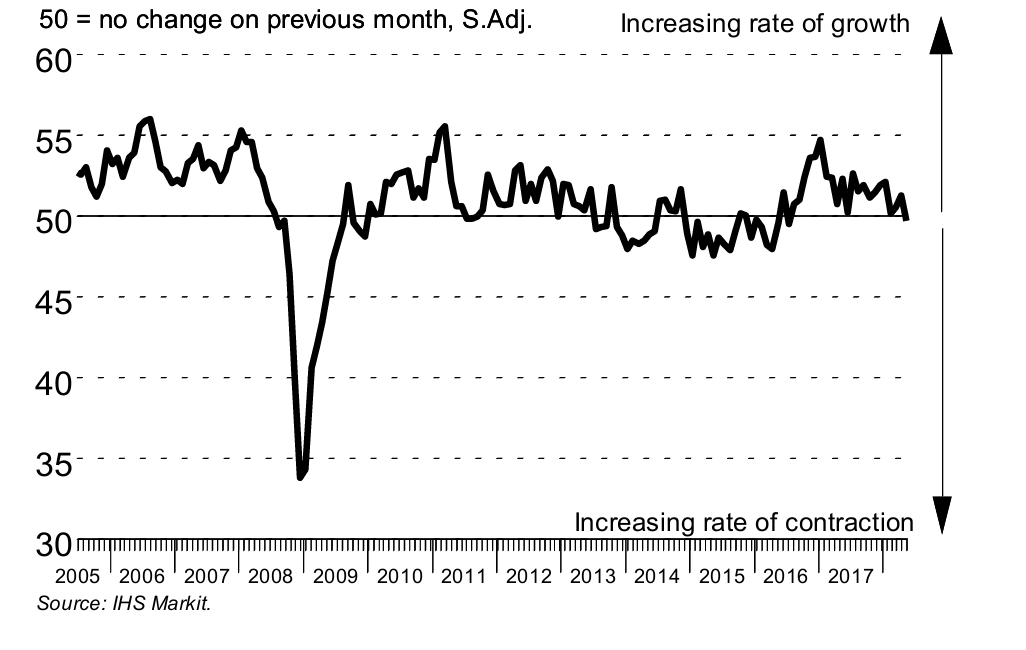 50 = no change on previous month, S.Adj.
Increasing rate of growth
60
55
50
45
40
35
30
Increasing rate of contraction
2005 2006 2007 2008 2009 2010 2011 2012 2013 2014 2015 2016 2017
Source: IHS Markit.